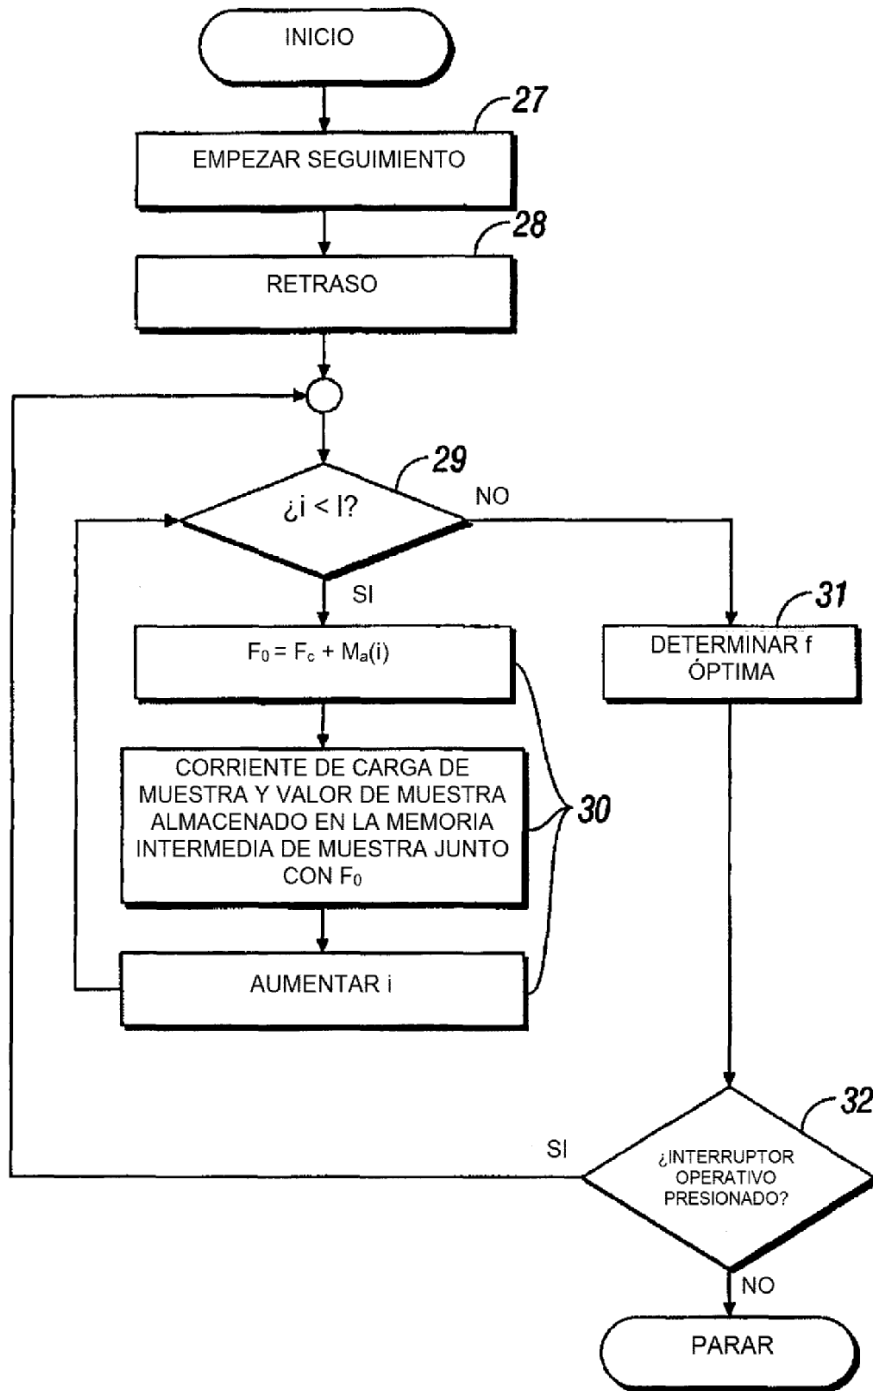 INICIO
27
EMPEZAR SEGUIMIENTO
28
RETRASO
29
¿i < I?
NO
SI
31
F₀ = F꜀ + Mₐ(i)
DETERMINAR f
ÓPTIMA
CORRIENTE DE CARGA DE
MUESTRA Y VALOR DE MUESTRA
ALMACENADO EN LA MEMORIA
INTERMEDIA DE MUESTRA JUNTO
CON F₀
30
AUMENTAR i
32
SI
¿INTERRUPTOR
OPERATIVO
PRESIONADO?
NO
PARAR